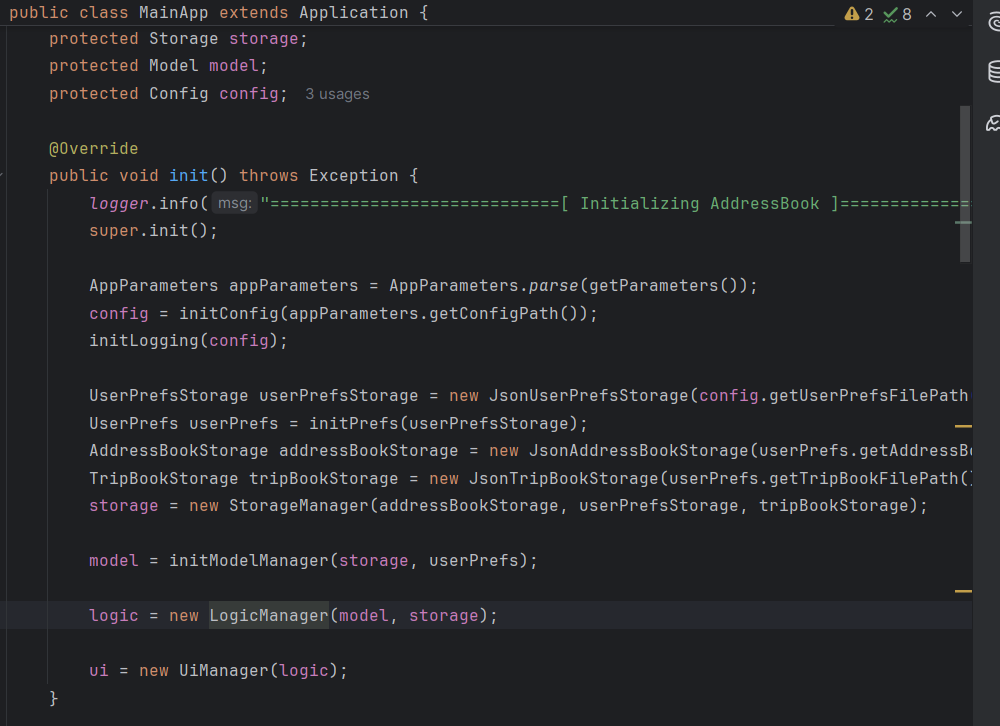 public class MainApp extends Application {
2 8
protected Storage storage;
protected Model model;
protected Config config; 3 usages
@Override
public void init() throws Exception {
logger.info( msg: "=============================[ Initializing AddressBook ]=============
super.init();
AppParameters appParameters = AppParameters.parse(getParameters());
config = initConfig(appParameters.getConfigPath());
initLogging(config);
UserPrefsStorage userPrefsStorage = new JsonUserPrefsStorage(config.getUserPrefsFilePath
UserPrefs userPrefs = initPrefs(userPrefsStorage);
AddressBookStorage addressBookStorage = new JsonAddressBookStorage(userPrefs.getAddressBo
TripBookStorage tripBookStorage = new JsonTripBookStorage(userPrefs.getTripBookFilePath()
storage = new StorageManager(addressBookStorage, userPrefsStorage, tripBookStorage);
model = initModelManager(storage, userPrefs);
logic = new LogicManager(model, storage);
ui = new UiManager(logic);
}